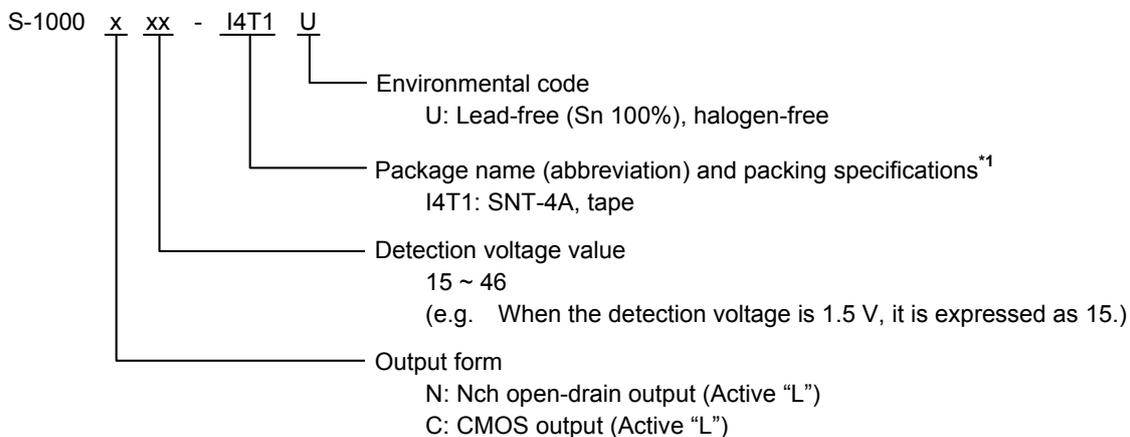 S-1000 x xx - I4T1 U
Environmental code
U: Lead-free (Sn 100%), halogen-free
Package name (abbreviation) and packing specifications*1
I4T1: SNT-4A, tape
Detection voltage value
15 ~ 46
(e.g. When the detection voltage is 1.5 V, it is expressed as 15.)
Output form
N: Nch open-drain output (Active “L”)
C: CMOS output (Active “L”)